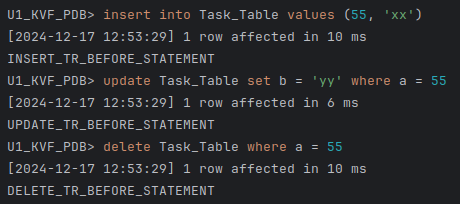 U1_KVF_PDB> insert into Task_Table values (55, 'xx')
[2024-12-17 12:53:29] 1 row affected in 10 ms
INSERT_TR_BEFORE_STATEMENT
U1_KVF_PDB> update Task_Table set b = 'yy' where a = 55
[2024-12-17 12:53:29] 1 row affected in 6 ms
UPDATE_TR_BEFORE_STATEMENT
U1_KVF_PDB> delete Task_Table where a = 55
[2024-12-17 12:53:29] 1 row affected in 10 ms
DELETE_TR_BEFORE_STATEMENT